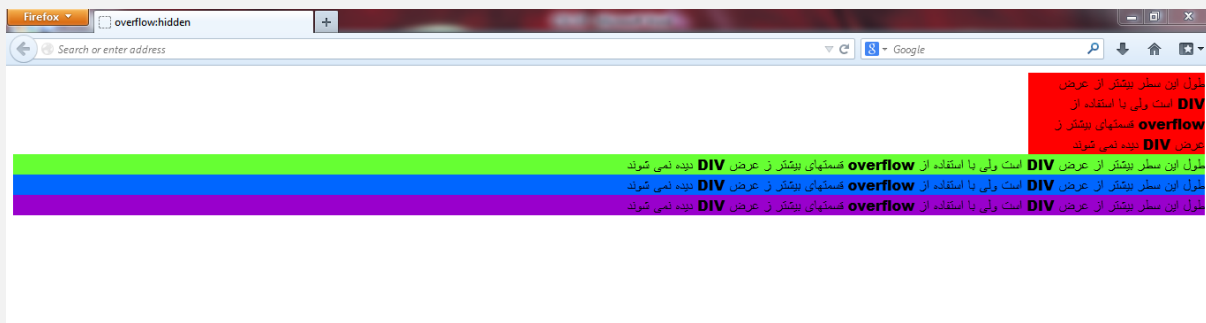 Firefox
overflow:hidden
Search or enter address
Google
طول این سطر بیشتر از عرض
DIV است ولی با استفاده از
overflow قسمتهای بیشتر ز
عرض DIV دیده نمی شوند
طول این سطر بیشتر از عرض DIV است ولی با استفاده از overflow قسمتهای بیشتر ز عرض DIV دیده نمی شوند
طول این سطر بیشتر از عرض DIV است ولی با استفاده از overflow قسمتهای بیشتر ز عرض DIV دیده نمی شوند
طول این سطر بیشتر از عرض DIV است ولی با استفاده از overflow قسمتهای بیشتر ز عرض DIV دیده نمی شوند